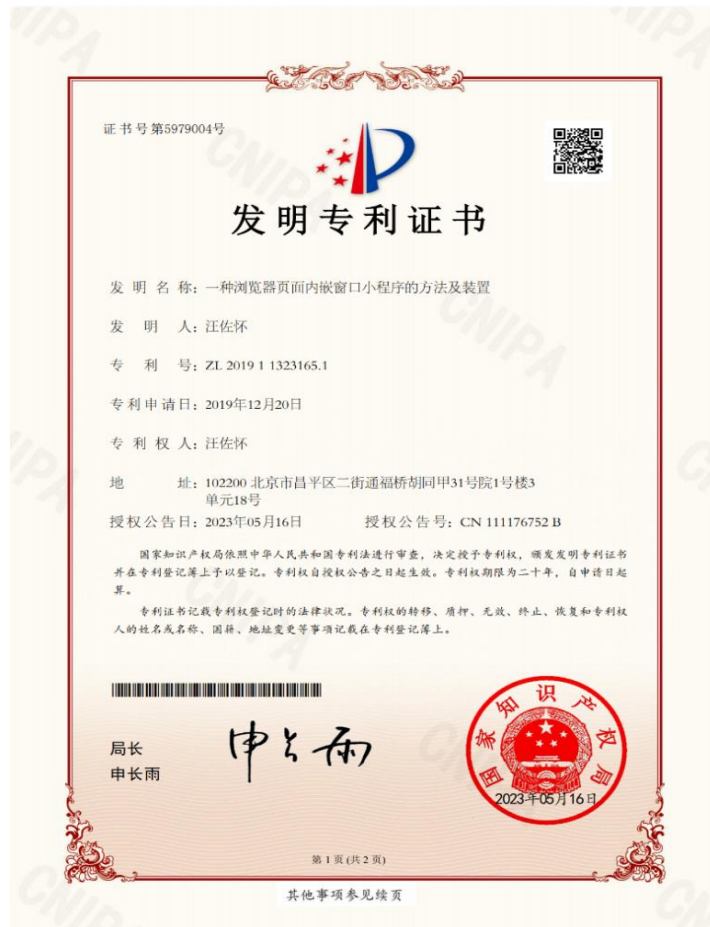 证书号第5979004号
发明专利证书
发明名称：一种浏览器页面内嵌窗口小程序的方法及装置
发明人：汪佐怀
专利号：ZL 2019 1 1323165.1
专利申请日：2019年12月20日
专利权人：汪佐怀
地址：102200 北京市昌平区二街通福桥胡同甲31号院1号楼3
单元18号
授权公告日：2023年05月16日 授权公告号：CN 111176752 B
国家知识产权局依照中华人民共和国专利法进行审查，决定授予专利权，颁发发明专利证书
并在专利登记簿上予以登记。专利权自授权公告之日起生效。专利权期限为二十年，自申请日起
算。
专利证书记载专利权登记时的法律状况。专利权的转移、质押、无效、终止、恢复和专利权
人的姓名或名称、国籍、地址变更等事项记载在专利登记簿上。
局长
申长雨
申长雨
国家知识产权局
2023年05月16日
第 1 页 (共 2 页)
其他事项参见续页
CNIPA
CNIPA
CNIPA
CNIPA
CNIPA
CNIPA